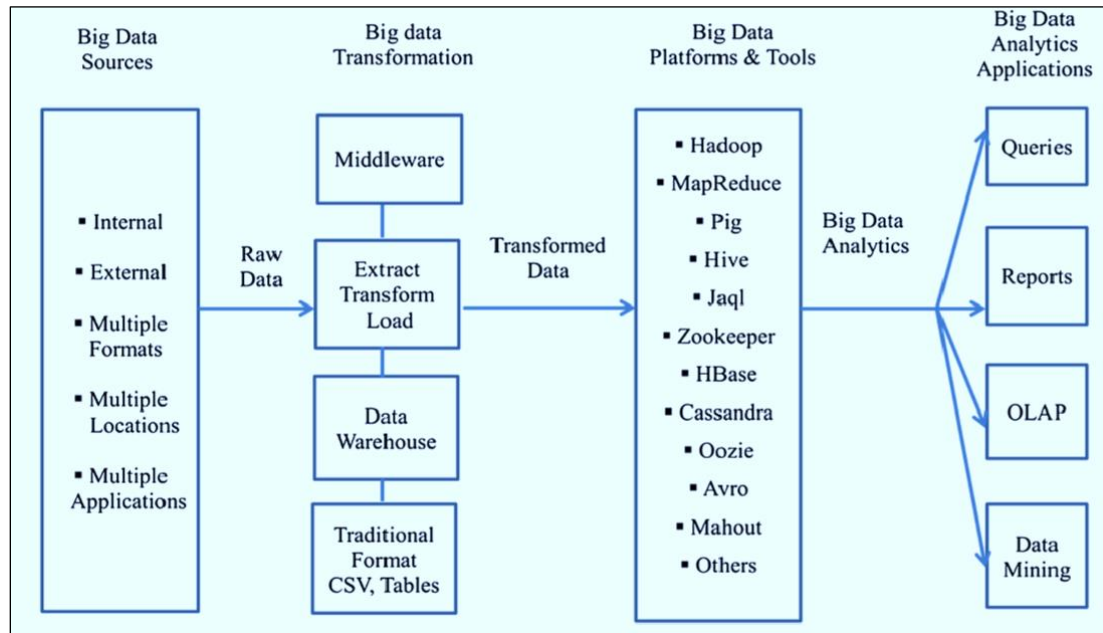 Big Data
Sources
Big data
Transformation
Big Data
Platforms & Tools
Big Data
Analytics
Applications
▪ Internal
▪ External
▪ Multiple
Formats
▪ Multiple
Locations
▪ Multiple
Applications
Raw
Data
Middleware
Extract
Transform
Load
Data
Warehouse
Traditional
Format
CSV, Tables
Transformed
Data
▪ Hadoop
▪ MapReduce
▪ Pig
▪ Hive
▪ Jaql
▪ Zookeeper
▪ HBase
▪ Cassandra
▪ Oozie
▪ Avro
▪ Mahout
▪ Others
Big Data
Analytics
Queries
Reports
OLAP
Data
Mining